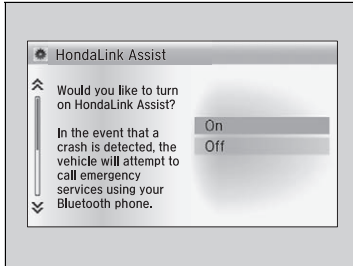 HondaLink Assist
Would you like to turn
on HondaLink Assist?
In the event that a
crash is detected, the
vehicle will attempt to
call emergency
services using your
Bluetooth phone.
On
Off